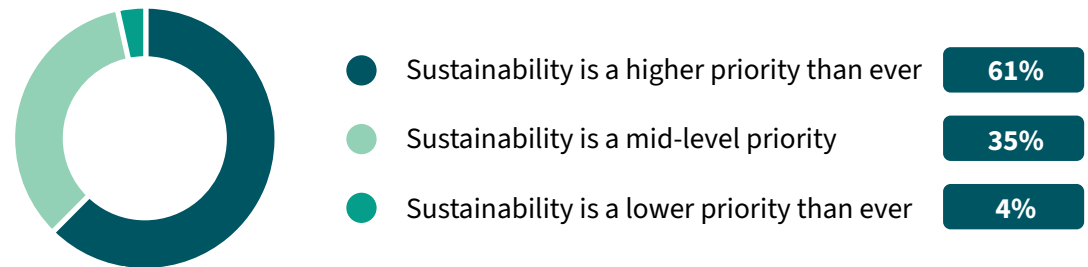 Sustainability is a higher priority than ever 61%
Sustainability is a mid-level priority 35%
Sustainability is a lower priority than ever 4%